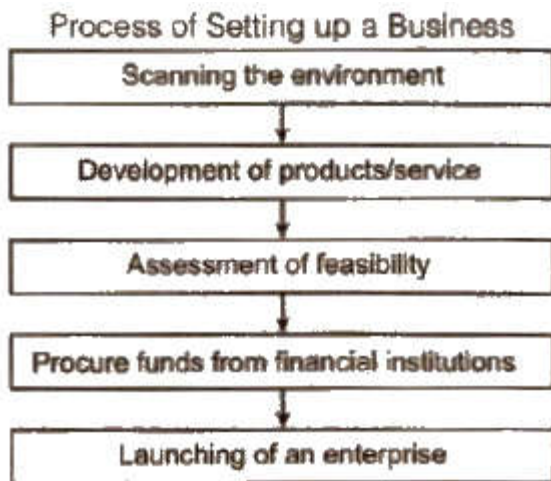 Process of Setting up a Business
Scanning the environment
Development of products/service
Assessment of feasibility
Procure funds from financial institutions
Launching of an enterprise